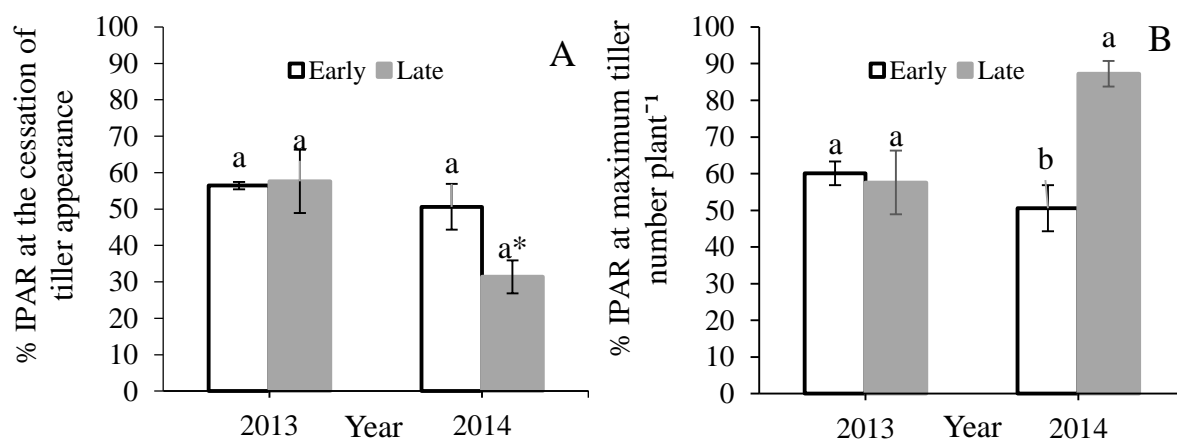 % IPAR at the cessation of
tiller appearance
100
90
80
70
60
50
40
30
20
10
0
A
Early
Late
a
a
a
a*
2013
Year
2014
% IPAR at maximum tiller
number plant⁻¹
100
90
80
70
60
50
40
30
20
10
0
B
Early
Late
a
a
b
a
2013
Year
2014